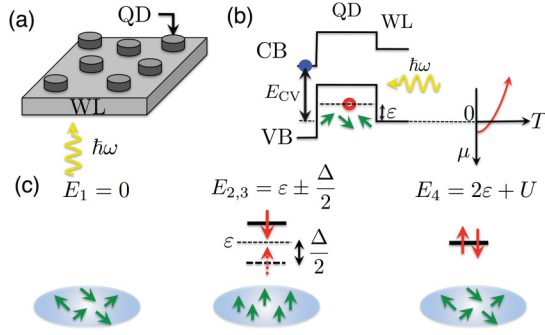 (a)
QD
WL
ħω
(b)
QD
WL
CB
E_CV
ħω
ε
VB
0
T
μ
(c)
E_1 = 0
E_{2,3} = ε ± Δ/2
E_4 = 2ε + U
ε
Δ/2